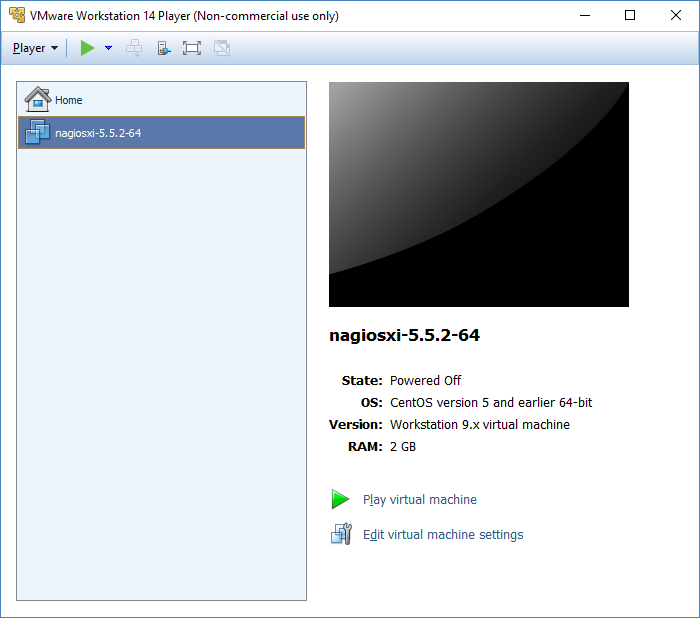 VMware Workstation 14 Player (Non-commercial use only)
Player
Home
nagiosxi-5.5.2-64
nagiosxi-5.5.2-64
State: Powered Off
OS: CentOS version 5 and earlier 64-bit
Version: Workstation 9.x virtual machine
RAM: 2 GB
Play virtual machine
Edit virtual machine settings